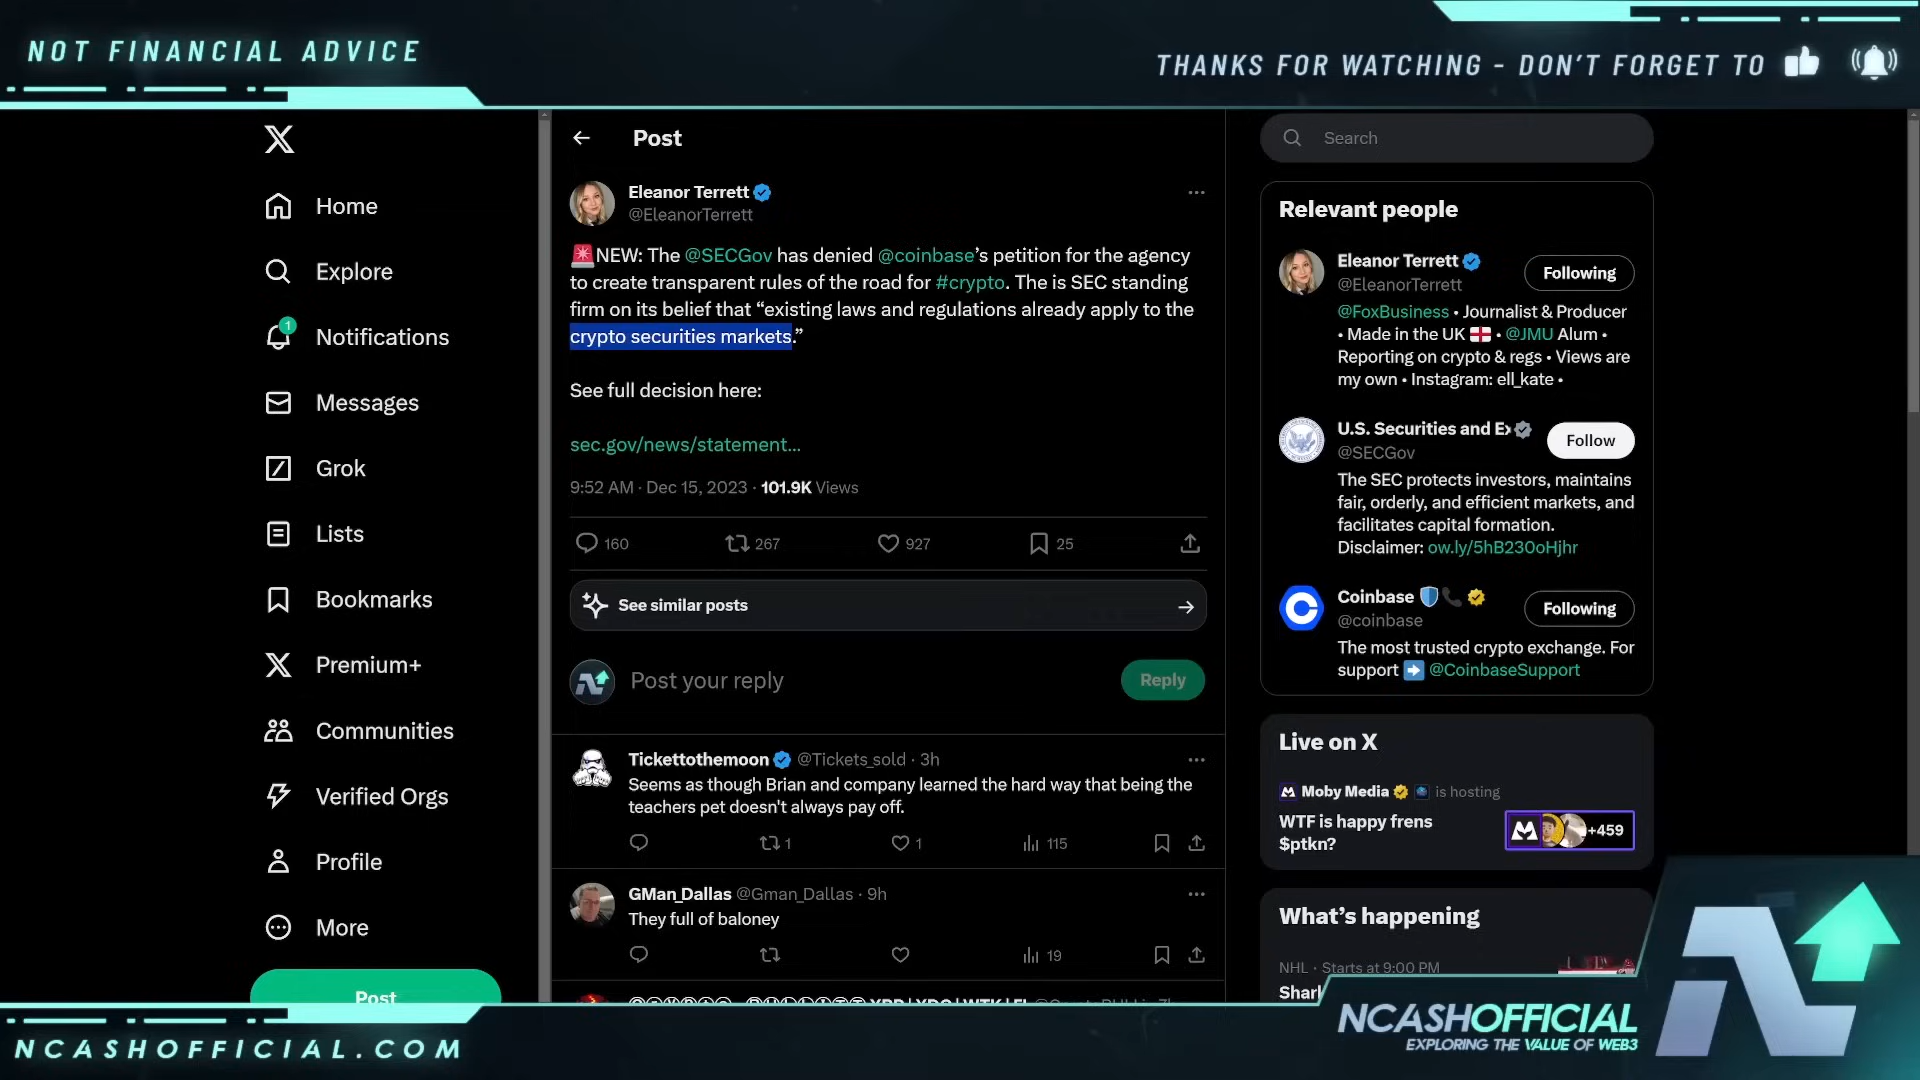 NOT FINANCIAL ADVICE
THANKS FOR WATCHING - DON'T FORGET TO
Home
Explore
1
Notifications
Messages
Grok
Lists
Bookmarks
Premium+
Communities
Verified Orgs
Profile
More
Post
Post
Eleanor Terrett
@EleanorTerrett
🚨NEW: The @SECGov has denied @coinbase's petition for the agency
to create transparent rules of the road for #crypto. The is SEC standing
firm on its belief that “existing laws and regulations already apply to the
crypto securities markets.”
See full decision here:
sec.gov/news/statement...
9:52 AM · Dec 15, 2023 · 101.9K Views
160 267 927 25
See similar posts
Post your reply
Reply
Tickettothemoon @Tickets_sold · 3h
Seems as though Brian and company learned the hard way that being the
teachers pet doesn't always pay off.
1 1 115
GMan_Dallas @Gman_Dallas · 9h
They full of baloney
19
Search
Relevant people
Eleanor Terrett
@EleanorTerrett
Following
@FoxBusiness • Journalist & Producer
• Made in the UK 🏴󠁧󠁢󠁥󠁮󠁧󠁿 • @JMU Alum •
Reporting on crypto & regs • Views are
my own • Instagram: ell_kate •
U.S. Securities and Ex
@SECGov
Follow
The SEC protects investors, maintains
fair, orderly, and efficient markets, and
facilitates capital formation.
Disclaimer: ow.ly/5hB230oHjhr
Coinbase 🛡️📞
@coinbase
Following
The most trusted crypto exchange. For
support ➡️ @CoinbaseSupport
Live on X
Moby Media is hosting
WTF is happy frens
$ptkn?
+459
What's happening
NHL · Starts at 9:00 PM
Shark
NCASHOFFICIAL.COM
NCASHOFFICIAL
EXPLORING THE VALUE OF WEB3